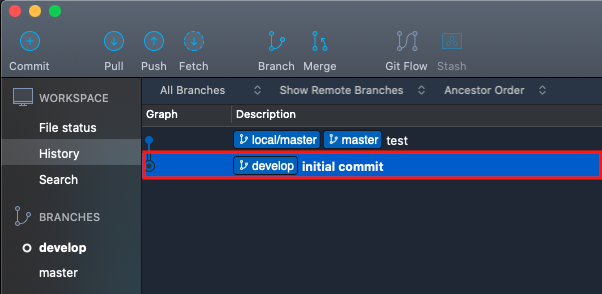 Commit Pull Push Fetch Branch Merge Git Flow Stash
WORKSPACE
File status
History
Search
BRANCHES
develop
master
All Branches Show Remote Branches Ancestor Order
Graph Description
local/master master test
develop initial commit